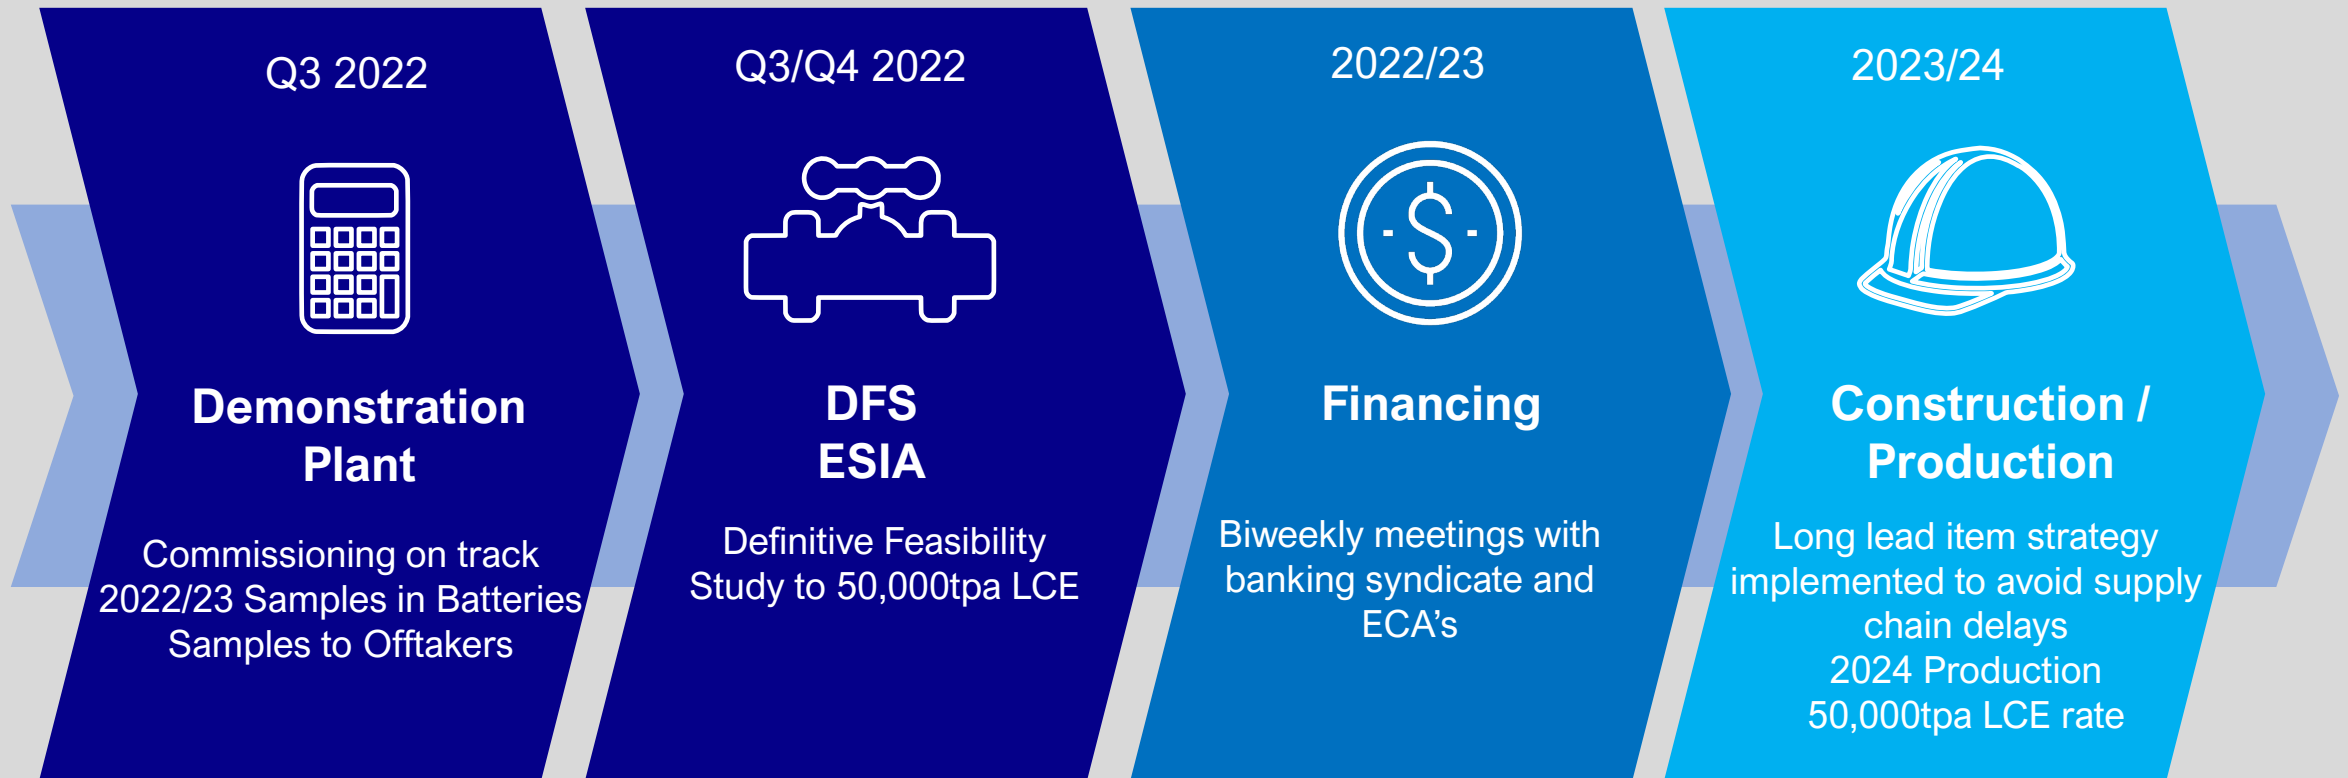 Q3 2022
Demonstration
Plant
Commissioning on track
2022/23 Samples in Batteries
Samples to Offtakers
Q3/Q4 2022
DFS
ESIA
Definitive Feasibility
Study to 50,000tpa LCE
2022/23
$
Financing
Biweekly meetings with
banking syndicate and
ECA’s
2023/24
Construction /
Production
Long lead item strategy
implemented to avoid supply
chain delays
2024 Production
50,000tpa LCE rate